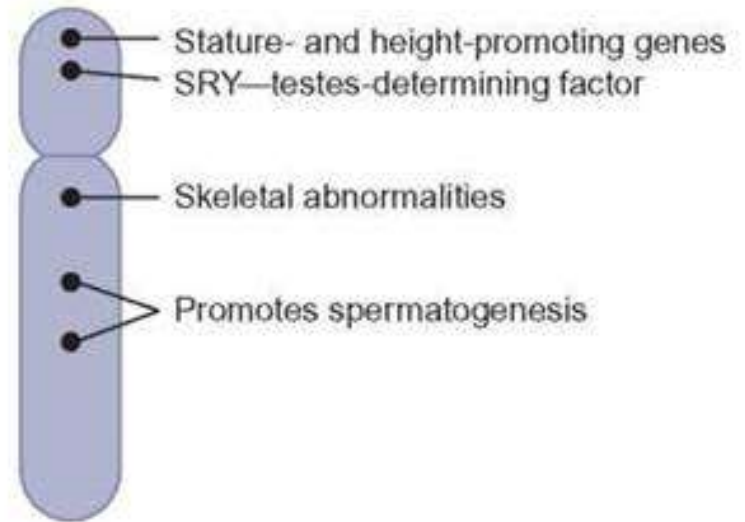 Stature- and height-promoting genes
SRY—testes-determining factor
Skeletal abnormalities
Promotes spermatogenesis